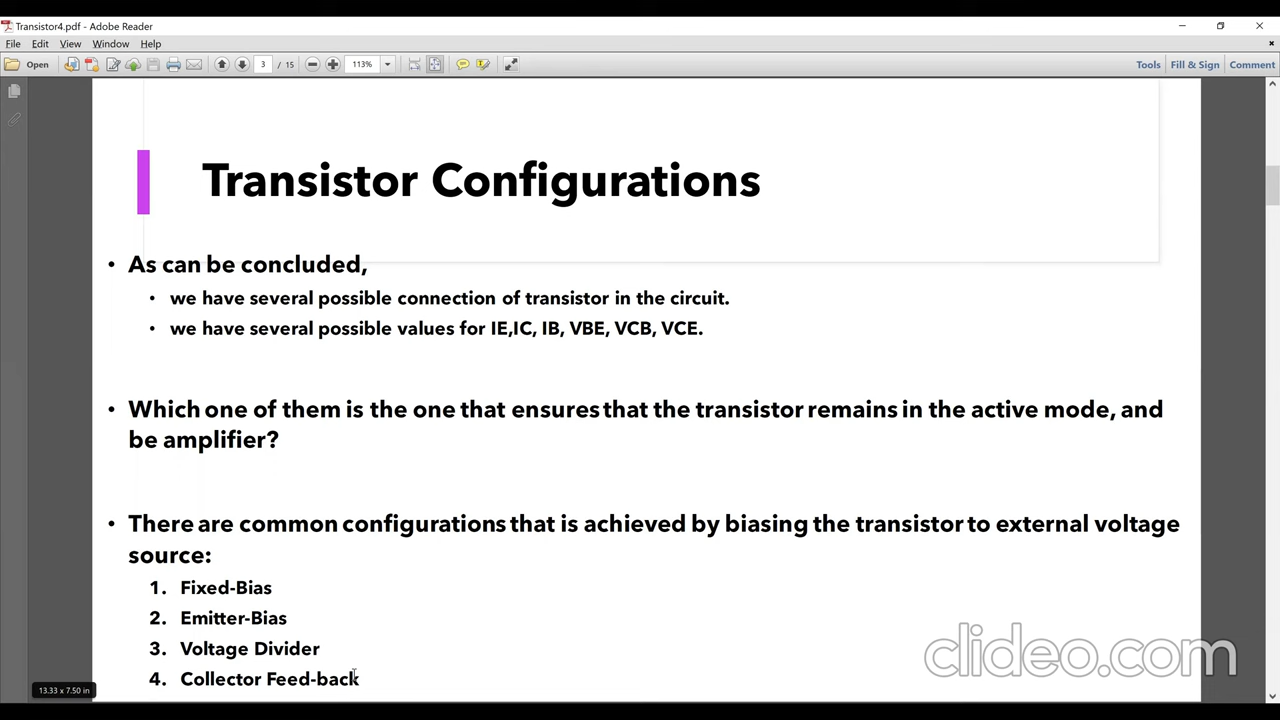 Transistor4.pdf - Adobe Reader
File Edit View Window Help
Open 3 / 15 113% Tools Fill & Sign Comment
Transistor Configurations
• As can be concluded,
• we have several possible connection of transistor in the circuit.
• we have several possible values for IE,IC, IB, VBE, VCB, VCE.
• Which one of them is the one that ensures that the transistor remains in the active mode, and
be amplifier?
• There are common configurations that is achieved by biasing the transistor to external voltage
source:
1. Fixed-Bias
2. Emitter-Bias
3. Voltage Divider
4. Collector Feed-back
clideo.com
13.33 x 7.50 in